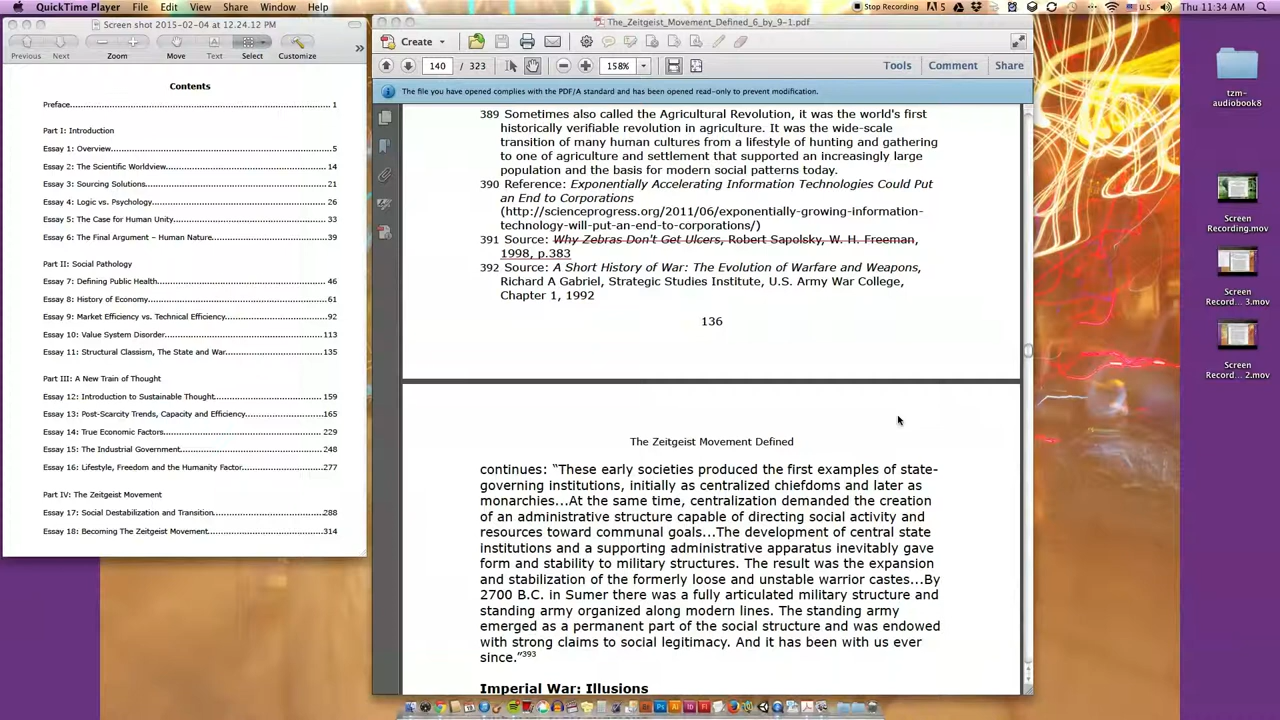 QuickTime Player File Edit View Share Window Help
Stop Recording 5 U.S. Thu 11:34 AM
Screen shot 2015-02-04 at 12.24.12 PM
Previous Next Zoom Move Text Select Customize
Contents
Preface 1
Part I: Introduction
Essay 1: Overview 5
Essay 2: The Scientific Worldview 14
Essay 3: Sourcing Solutions 21
Essay 4: Logic vs. Psychology 26
Essay 5: The Case for Human Unity 33
Essay 6: The Final Argument – Human Nature 39
Part II: Social Pathology
Essay 7: Defining Public Health 46
Essay 8: History of Economy 61
Essay 9: Market Efficiency vs. Technical Efficiency 92
Essay 10: Value System Disorder 113
Essay 11: Structural Classism, The State and War 135
Part III: A New Train of Thought
Essay 12: Introduction to Sustainable Thought 159
Essay 13: Post-Scarcity Trends, Capacity and Efficiency 165
Essay 14: True Economic Factors 229
Essay 15: The Industrial Government 248
Essay 16: Lifestyle, Freedom and the Humanity Factor 277
Part IV: The Zeitgeist Movement
Essay 17: Social Destabilization and Transition 288
Essay 18: Becoming The Zeitgeist Movement 314
The_Zeitgeist_Movement_Defined_6_by_9-1.pdf
Create
140 / 323 158% Tools Comment Share
The file you have opened complies with the PDF/A standard and has been opened read-only to prevent modification.
389 Sometimes also called the Agricultural Revolution, it was the world's first
historically verifiable revolution in agriculture. It was the wide-scale
transition of many human cultures from a lifestyle of hunting and gathering
to one of agriculture and settlement that supported an increasingly large
population and the basis for modern social patterns today.
390 Reference: Exponentially Accelerating Information Technologies Could Put
an End to Corporations
(http://scienceprogress.org/2011/06/exponentially-growing-information-
technology-will-put-an-end-to-corporations/)
391 Source: Why Zebras Don't Get Ulcers, Robert Sapolsky, W. H. Freeman,
1998, p.383
392 Source: A Short History of War: The Evolution of Warfare and Weapons,
Richard A Gabriel, Strategic Studies Institute, U.S. Army War College,
Chapter 1, 1992
136
The Zeitgeist Movement Defined
continues: “These early societies produced the first examples of state-
governing institutions, initially as centralized chiefdoms and later as
monarchies...At the same time, centralization demanded the creation
of an administrative structure capable of directing social activity and
resources toward communal goals...The development of central state
institutions and a supporting administrative apparatus inevitably gave
form and stability to military structures. The result was the expansion
and stabilization of the formerly loose and unstable warrior castes...By
2700 B.C. in Sumer there was a fully articulated military structure and
standing army organized along modern lines. The standing army
emerged as a permanent part of the social structure and was endowed
with strong claims to social legitimacy. And it has been with us ever
since.”393
Imperial War: Illusions
tzm-
audiobook8
Screen
Recording.mov
Screen
Record... 3.mov
Screen
Record... 2.mov